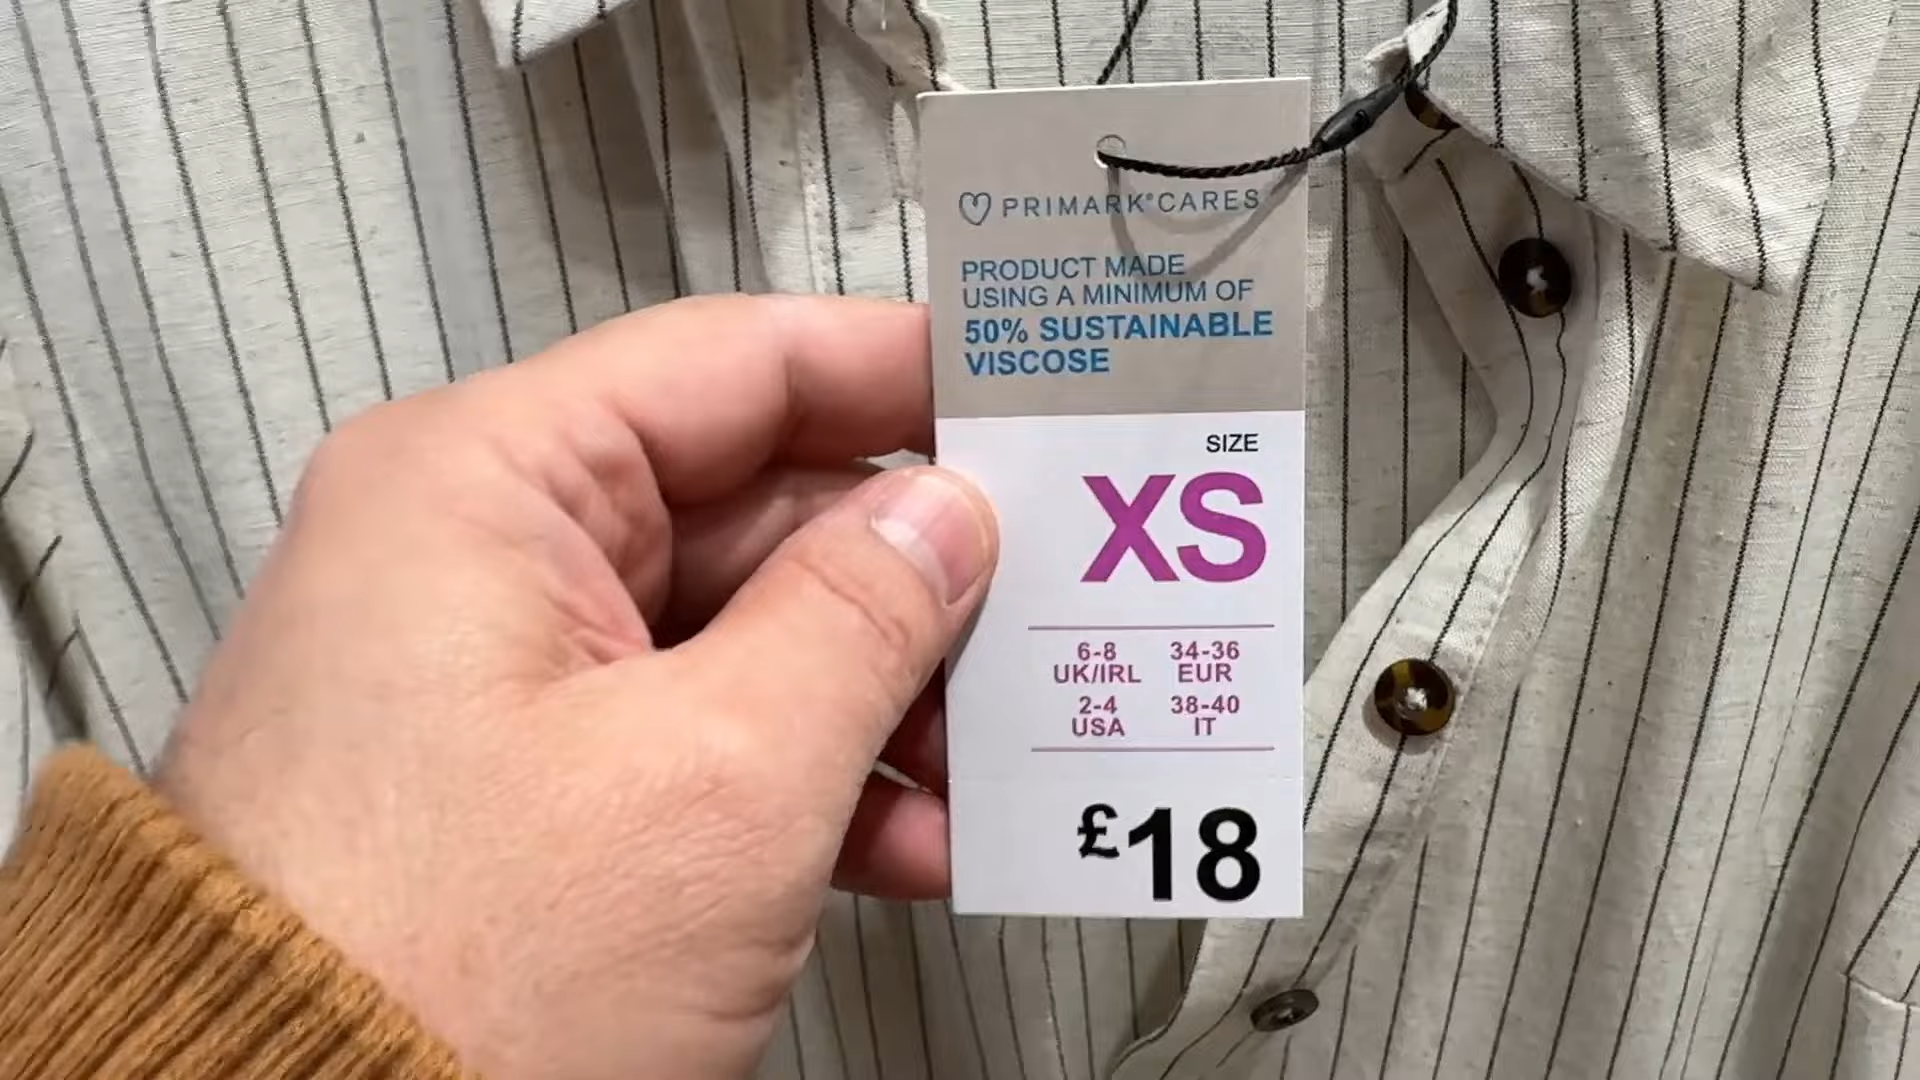 PRIMARK®CARES
PRODUCT MADE
USING A MINIMUM OF
50% SUSTAINABLE
VISCOSE
SIZE
XS
6-8 34-36
UK/IRL EUR
2-4 38-40
USA IT
£18